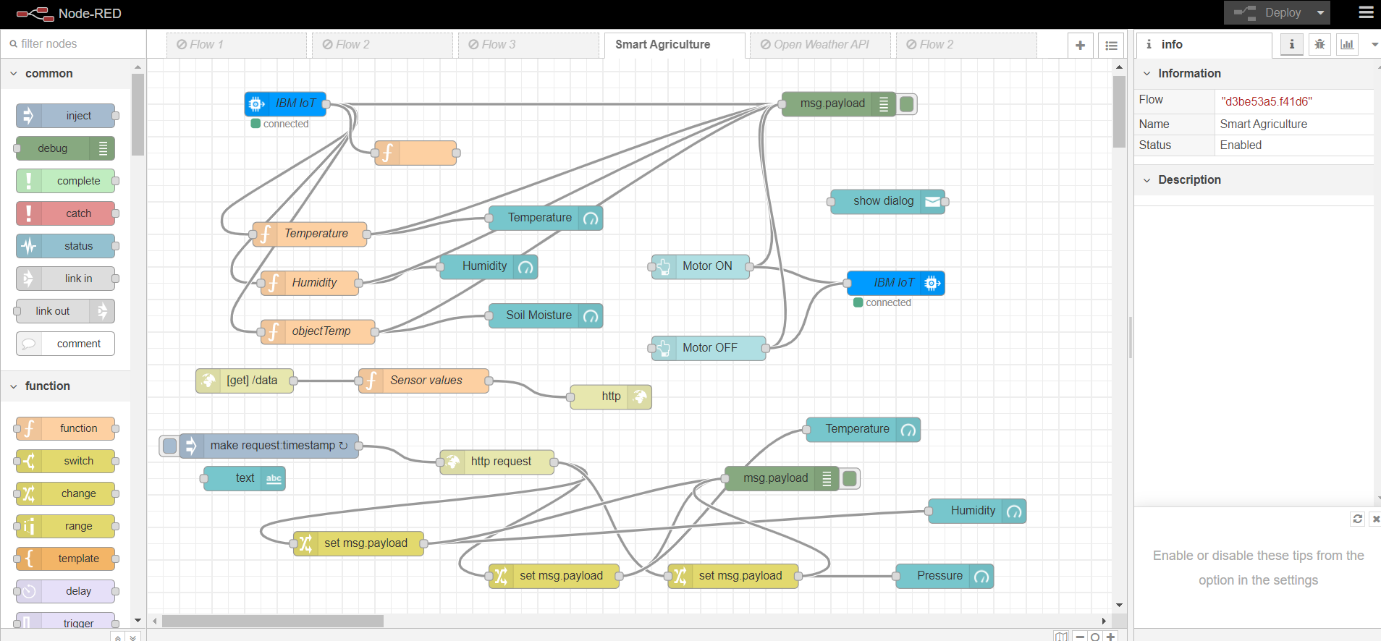 Node-RED
Deploy
filter nodes
Flow 1
Flow 2
Flow 3
Smart Agriculture
Open Weather API
Flow 2
info
common
inject
debug
complete
catch
status
link in
link out
comment
function
function
switch
change
range
template
delay
trigger
IBM IoT
connected
msg.payload
show dialog
Temperature
Temperature
Humidity
Humidity
Motor ON
IBM IoT
connected
objectTemp
Soil Moisture
Motor OFF
[get] /data
Sensor values
http
make request:timestamp ↻
http request
Temperature
text
abc
msg.payload
Humidity
set msg.payload
set msg.payload
set msg.payload
Pressure
Information
Flow "d3be53a5.f41d6"
Name Smart Agriculture
Status Enabled
Description
Enable or disable these tips from the
option in the settings